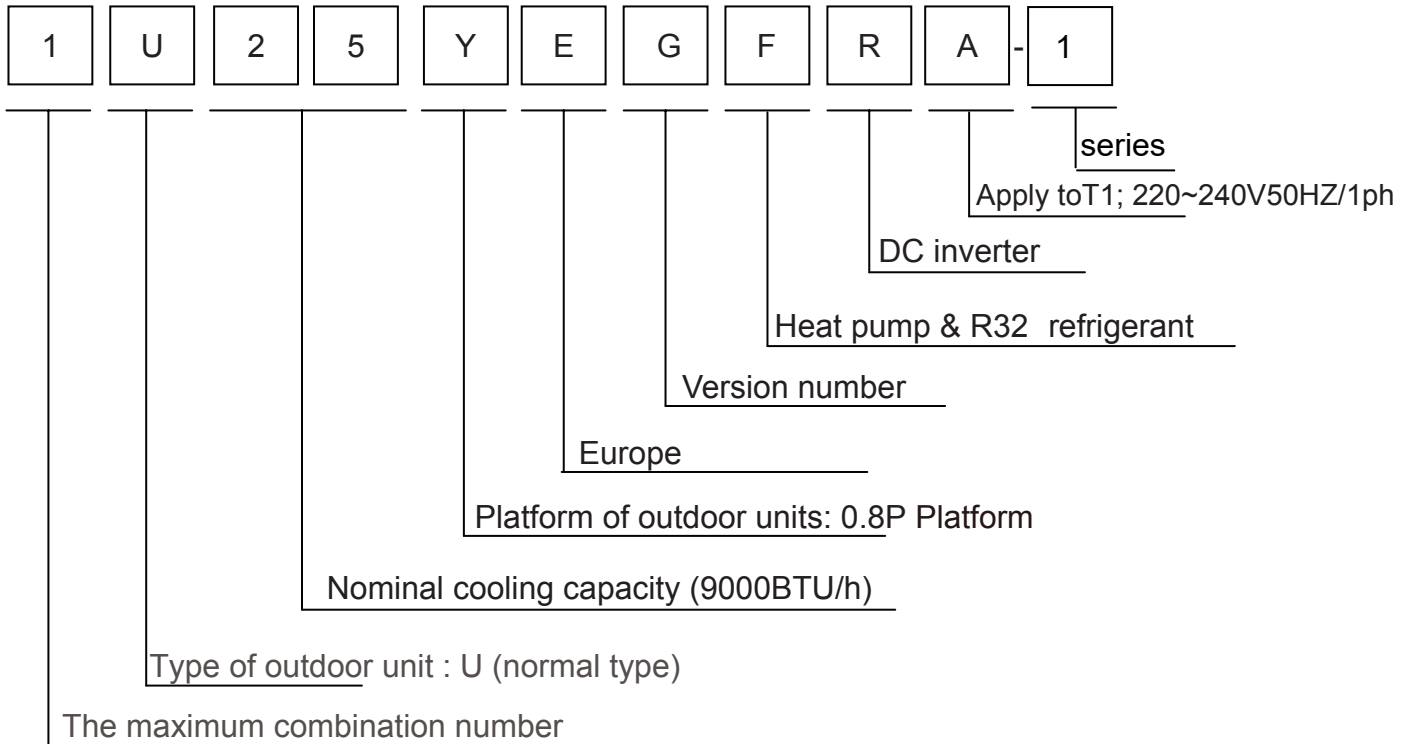 1 U 2 5 Y E G F R A - 1
series
Apply toT1; 220~240V50HZ/1ph
DC inverter
Heat pump & R32 refrigerant
Version number
Europe
Platform of outdoor units: 0.8P Platform
Nominal cooling capacity (9000BTU/h)
Type of outdoor unit : U (normal type)
The maximum combination number